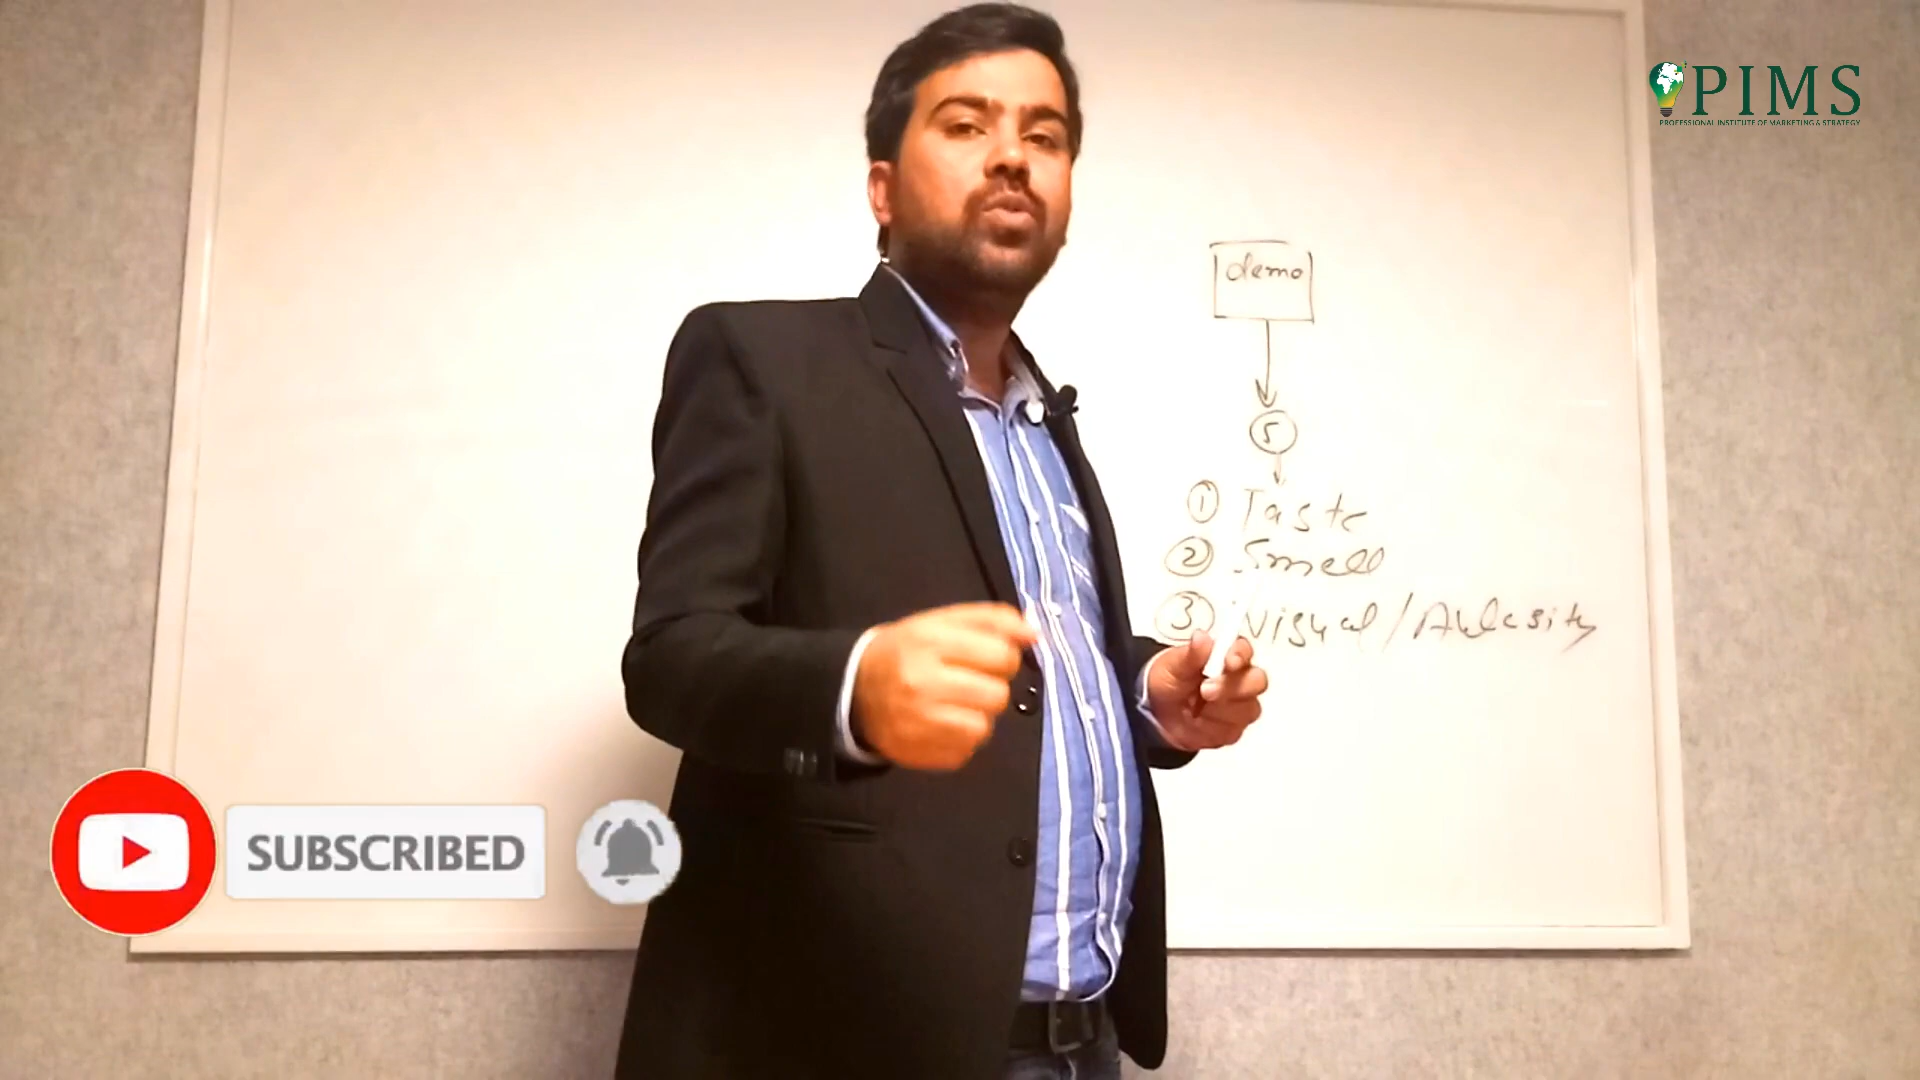 PIMS
PROFESSIONAL INSTITUTE OF MARKETING & STRATEGY
demo
5
1 Taste
2 Smell
3 Visual /
SUBSCRIBED